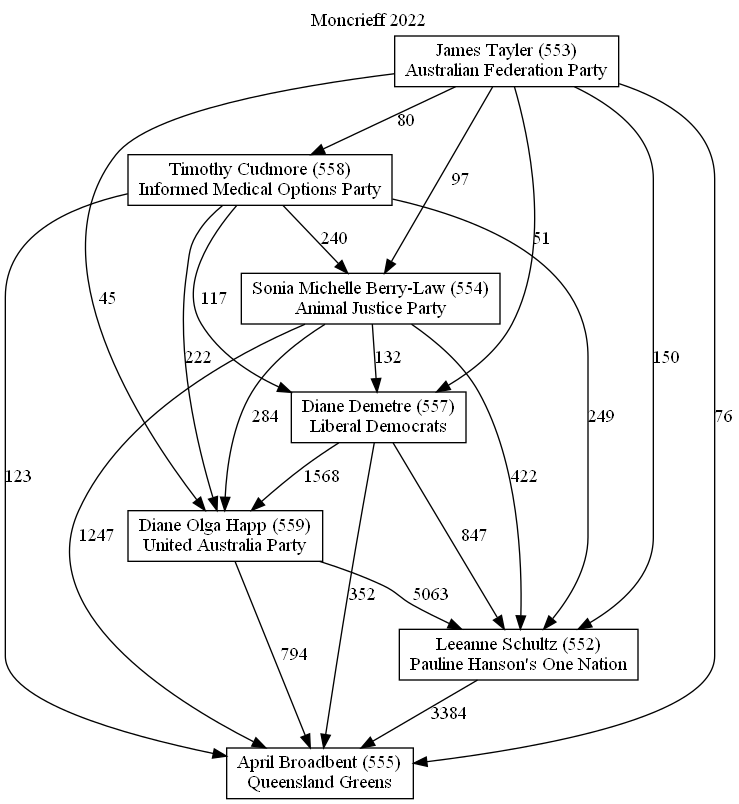 Moncrieff 2022
James Tayler (553)
Australian Federation Party
80
Timothy Cudmore (558)
Informed Medical Options Party
97
240
51
Sonia Michelle Berry-Law (554)
Animal Justice Party
45
117
222
132
150
Diane Demetre (557)
Liberal Democrats
284
249
76
123
1568
422
Diane Olga Happ (559)
United Australia Party
1247
847
352
5063
Leeanne Schultz (552)
Pauline Hanson's One Nation
794
3384
April Broadbent (555)
Queensland Greens